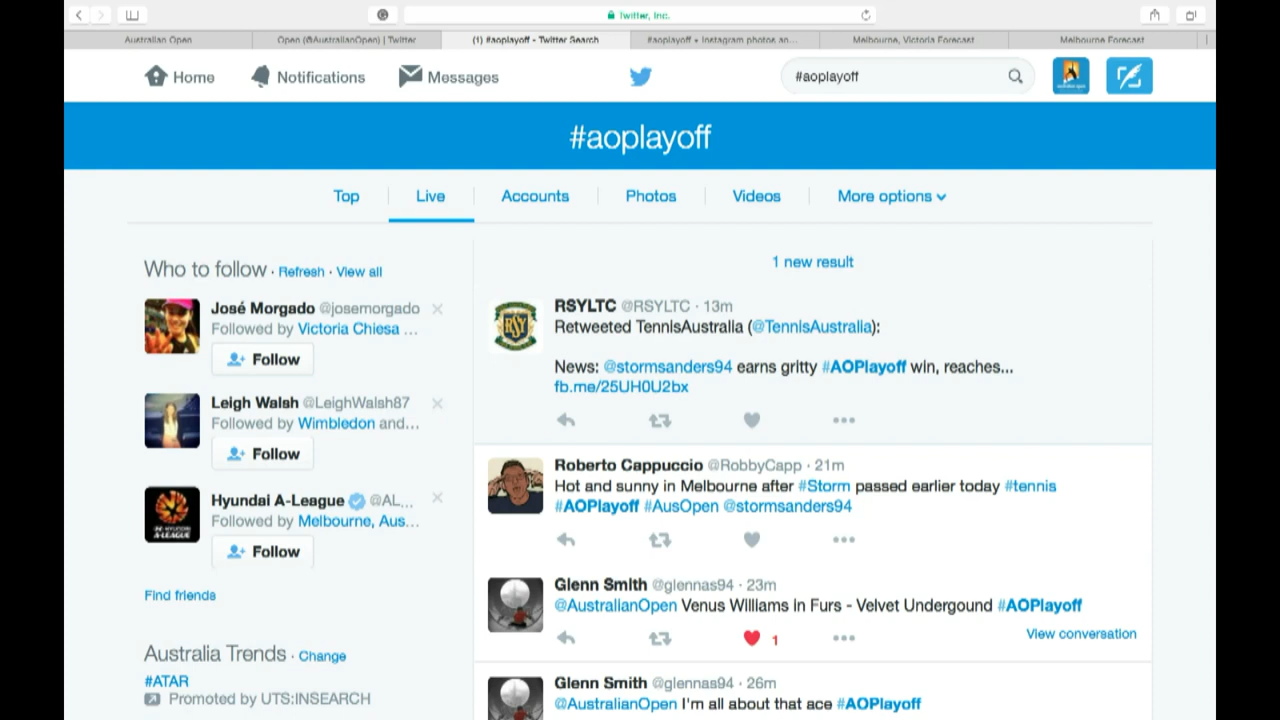 Twitter, Inc.
Australian Open
Open (@AustralianOpen) | Twitter
(1) #aoplayoff - Twitter Search
#aoplayoff • Instagram photos an...
Melbourne, Victoria Forecast
Melbourne Forecast
Home
Notifications
Messages
#aoplayoff
#aoplayoff
Top
Live
Accounts
Photos
Videos
More options
Who to follow · Refresh · View all
José Morgado @josemorgado
Followed by Victoria Chiesa ...
Follow
Leigh Walsh @LeighWalsh87
Followed by Wimbledon and...
Follow
Hyundai A-League @AL...
Followed by Melbourne, Aus...
Follow
Find friends
Australia Trends · Change
#ATAR
Promoted by UTS:INSEARCH
1 new result
RSYLTC @RSYLTC · 13m
Retweeted TennisAustralia (@TennisAustralia):
News: @stormsanders94 earns gritty #AOPlayoff win, reaches...
fb.me/25UH0U2bx
Roberto Cappuccio @RobbyCapp · 21m
Hot and sunny in Melbourne after #Storm passed earlier today #tennis
#AOPlayoff #AusOpen @stormsanders94
Glenn Smith @glennas94 · 23m
@AustralianOpen Venus Williams in Furs - Velvet Undergound #AOPlayoff
1
View conversation
Glenn Smith @glennas94 · 26m
@AustralianOpen I'm all about that ace #AOPlayoff